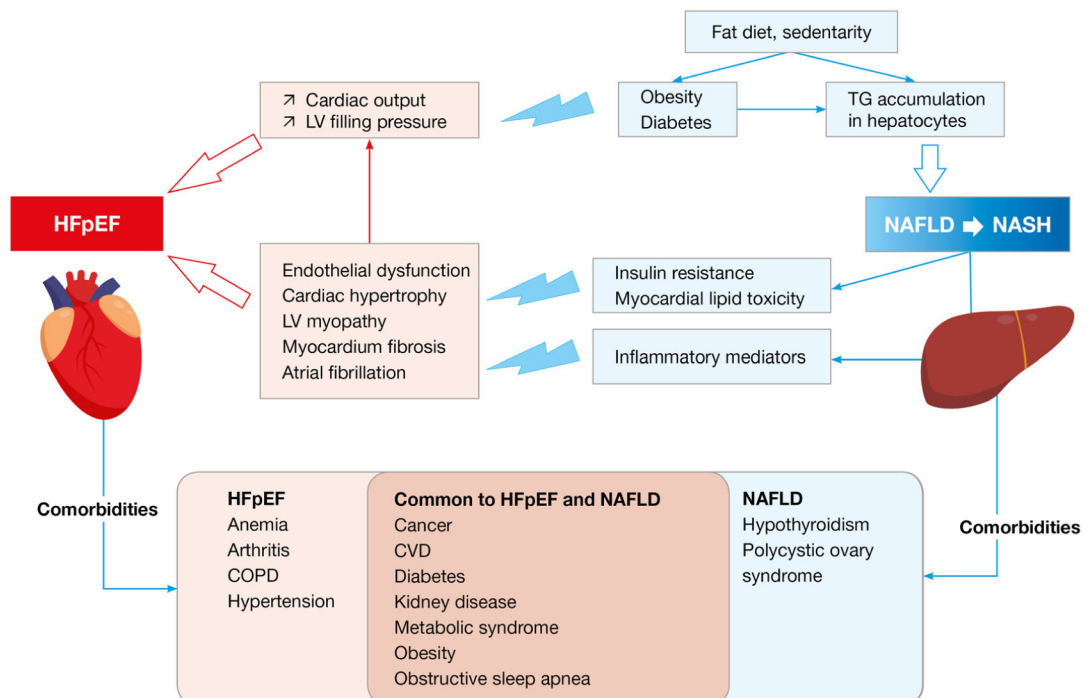 Fat diet, sedentarity
↗ Cardiac output
↗ LV filling pressure
Obesity
Diabetes
TG accumulation
in hepatocytes
HFpEF
NAFLD ➡ NASH
Endothelial dysfunction
Cardiac hypertrophy
LV myopathy
Myocardium fibrosis
Atrial fibrillation
Insulin resistance
Myocardial lipid toxicity
Inflammatory mediators
Comorbidities
HFpEF
Anemia
Arthritis
COPD
Hypertension
Common to HFpEF and NAFLD
Cancer
CVD
Diabetes
Kidney disease
Metabolic syndrome
Obesity
Obstructive sleep apnea
NAFLD
Hypothyroidism
Polycystic ovary
syndrome
Comorbidities